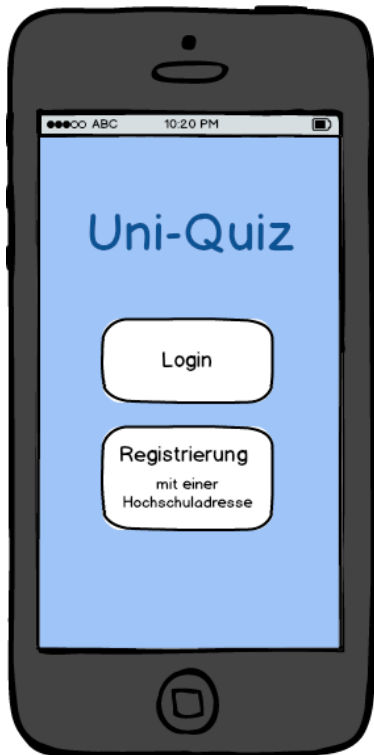 ABC 10:20 PM
Uni-Quiz
Login
Registrierung
mit einer
Hochschuladresse